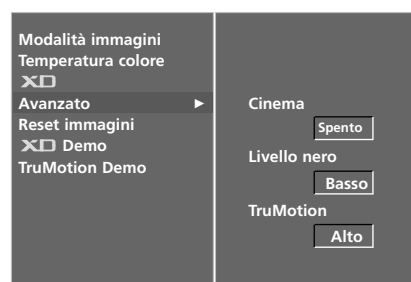 Modalità immagini
Temperatura colore
XD
Avanzato ►
Reset immagini
XD Demo
TruMotion Demo
Cinema
Spento
Livello nero
Basso
TruMotion
Alto